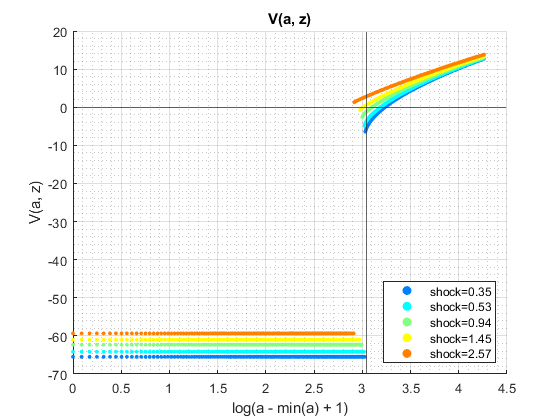 V(a, z)
20
10
0
-10
-20
-30
-40
-50
-60
-70
V(a, z)
0
0.5
1
1.5
2
2.5
3
3.5
4
4.5
log(a - min(a) + 1)
shock=0.35
shock=0.53
shock=0.94
shock=1.45
shock=2.57